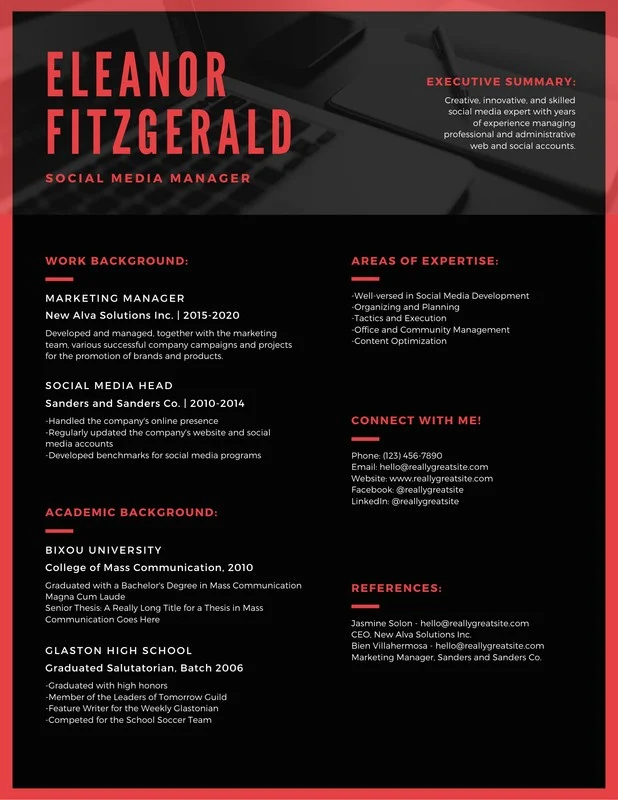 ELEANOR
FITZGERALD
SOCIAL MEDIA MANAGER
EXECUTIVE SUMMARY:
Creative, innovative, and skilled
social media expert with years
of experience managing
professional and administrative
web and social accounts.
WORK BACKGROUND:
MARKETING MANAGER
New Alva Solutions Inc. | 2015-2020
Developed and managed, together with the marketing
team, various successful company campaigns and projects
for the promotion of brands and products.
SOCIAL MEDIA HEAD
Sanders and Sanders Co. | 2010-2014
-Handled the company's online presence
-Regularly updated the company's website and social
media accounts
-Developed benchmarks for social media programs
ACADEMIC BACKGROUND:
BIXOU UNIVERSITY
College of Mass Communication, 2010
Graduated with a Bachelor's Degree in Mass Communication
Magna Cum Laude
Senior Thesis: A Really Long Title for a Thesis in Mass
Communication Goes Here
GLASTON HIGH SCHOOL
Graduated Salutatorian, Batch 2006
-Graduated with high honors
-Member of the Leaders of Tomorrow Guild
-Feature Writer for the Weekly Glastonian
-Competed for the School Soccer Team
AREAS OF EXPERTISE:
-Well-versed in Social Media Development
-Organizing and Planning
-Tactics and Execution
-Office and Community Management
-Content Optimization
CONNECT WITH ME!
Phone: (123) 456-7890
Email: hello@reallygreatsite.com
Website: www.reallygreatsite.com
Facebook: @reallygreatsite
LinkedIn: @reallygreatsite
REFERENCES:
Jasmine Solon - hello@reallygreatsite.com
CEO, New Alva Solutions Inc.
Bien Villahermosa - hello@reallygreatsite.com
Marketing Manager, Sanders and Sanders Co.